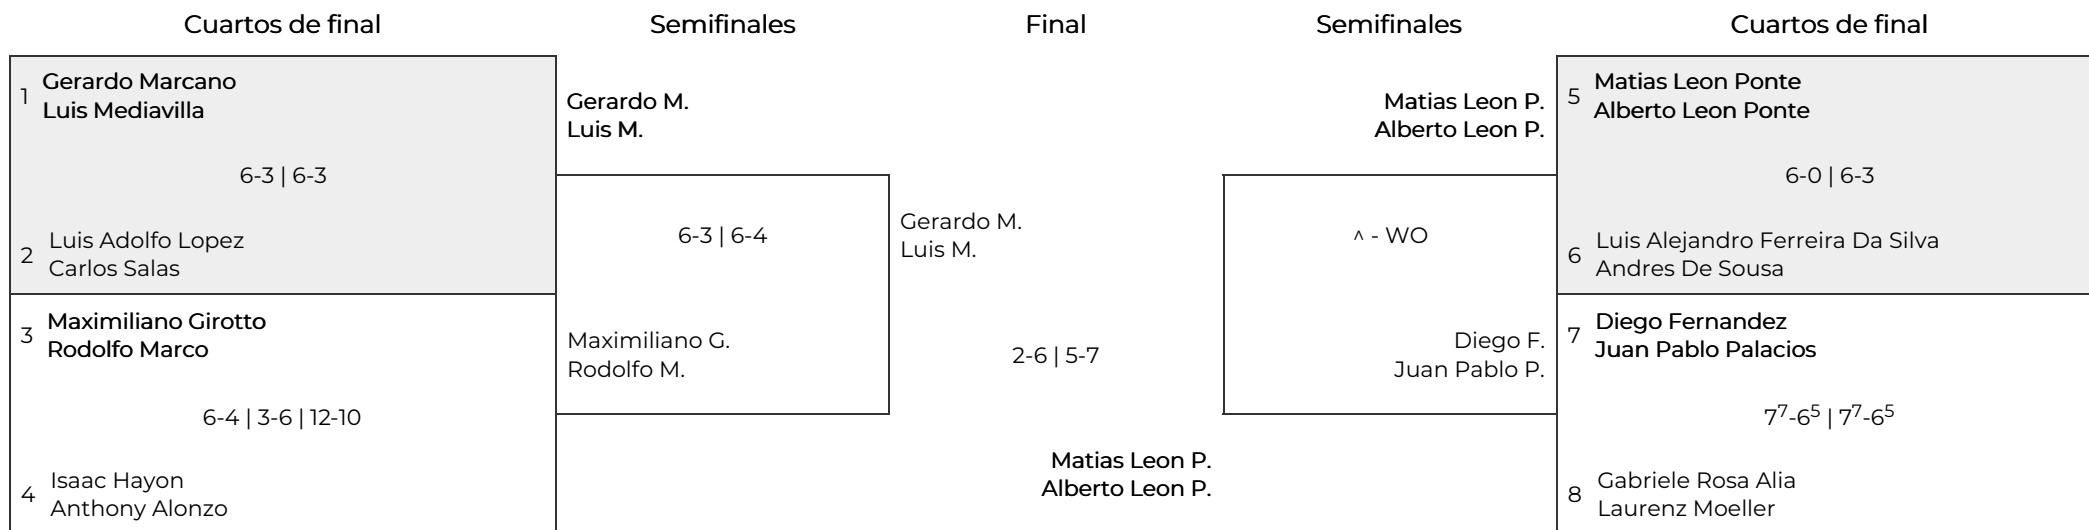 Cuartos de final
Semifinales
Final
Semifinales
Cuartos de final
1
Gerardo Marcano
Luis Mediavilla
6-3 | 6-3
2
Luis Adolfo Lopez
Carlos Salas
3
Maximiliano Girotto
Rodolfo Marco
6-4 | 3-6 | 12-10
4
Isaac Hayon
Anthony Alonzo
Gerardo M.
Luis M.
6-3 | 6-4
Maximiliano G.
Rodolfo M.
Gerardo M.
Luis M.
2-6 | 5-7
Matias Leon P.
Alberto Leon P.
Matias Leon P.
Alberto Leon P.
^ - WO
Diego F.
Juan Pablo P.
5
Matias Leon Ponte
Alberto Leon Ponte
6-0 | 6-3
6
Luis Alejandro Ferreira Da Silva
Andres De Sousa
7
Diego Fernandez
Juan Pablo Palacios
7⁷-6⁵ | 7⁷-6⁵
8
Gabriele Rosa Alia
Laurenz Moeller